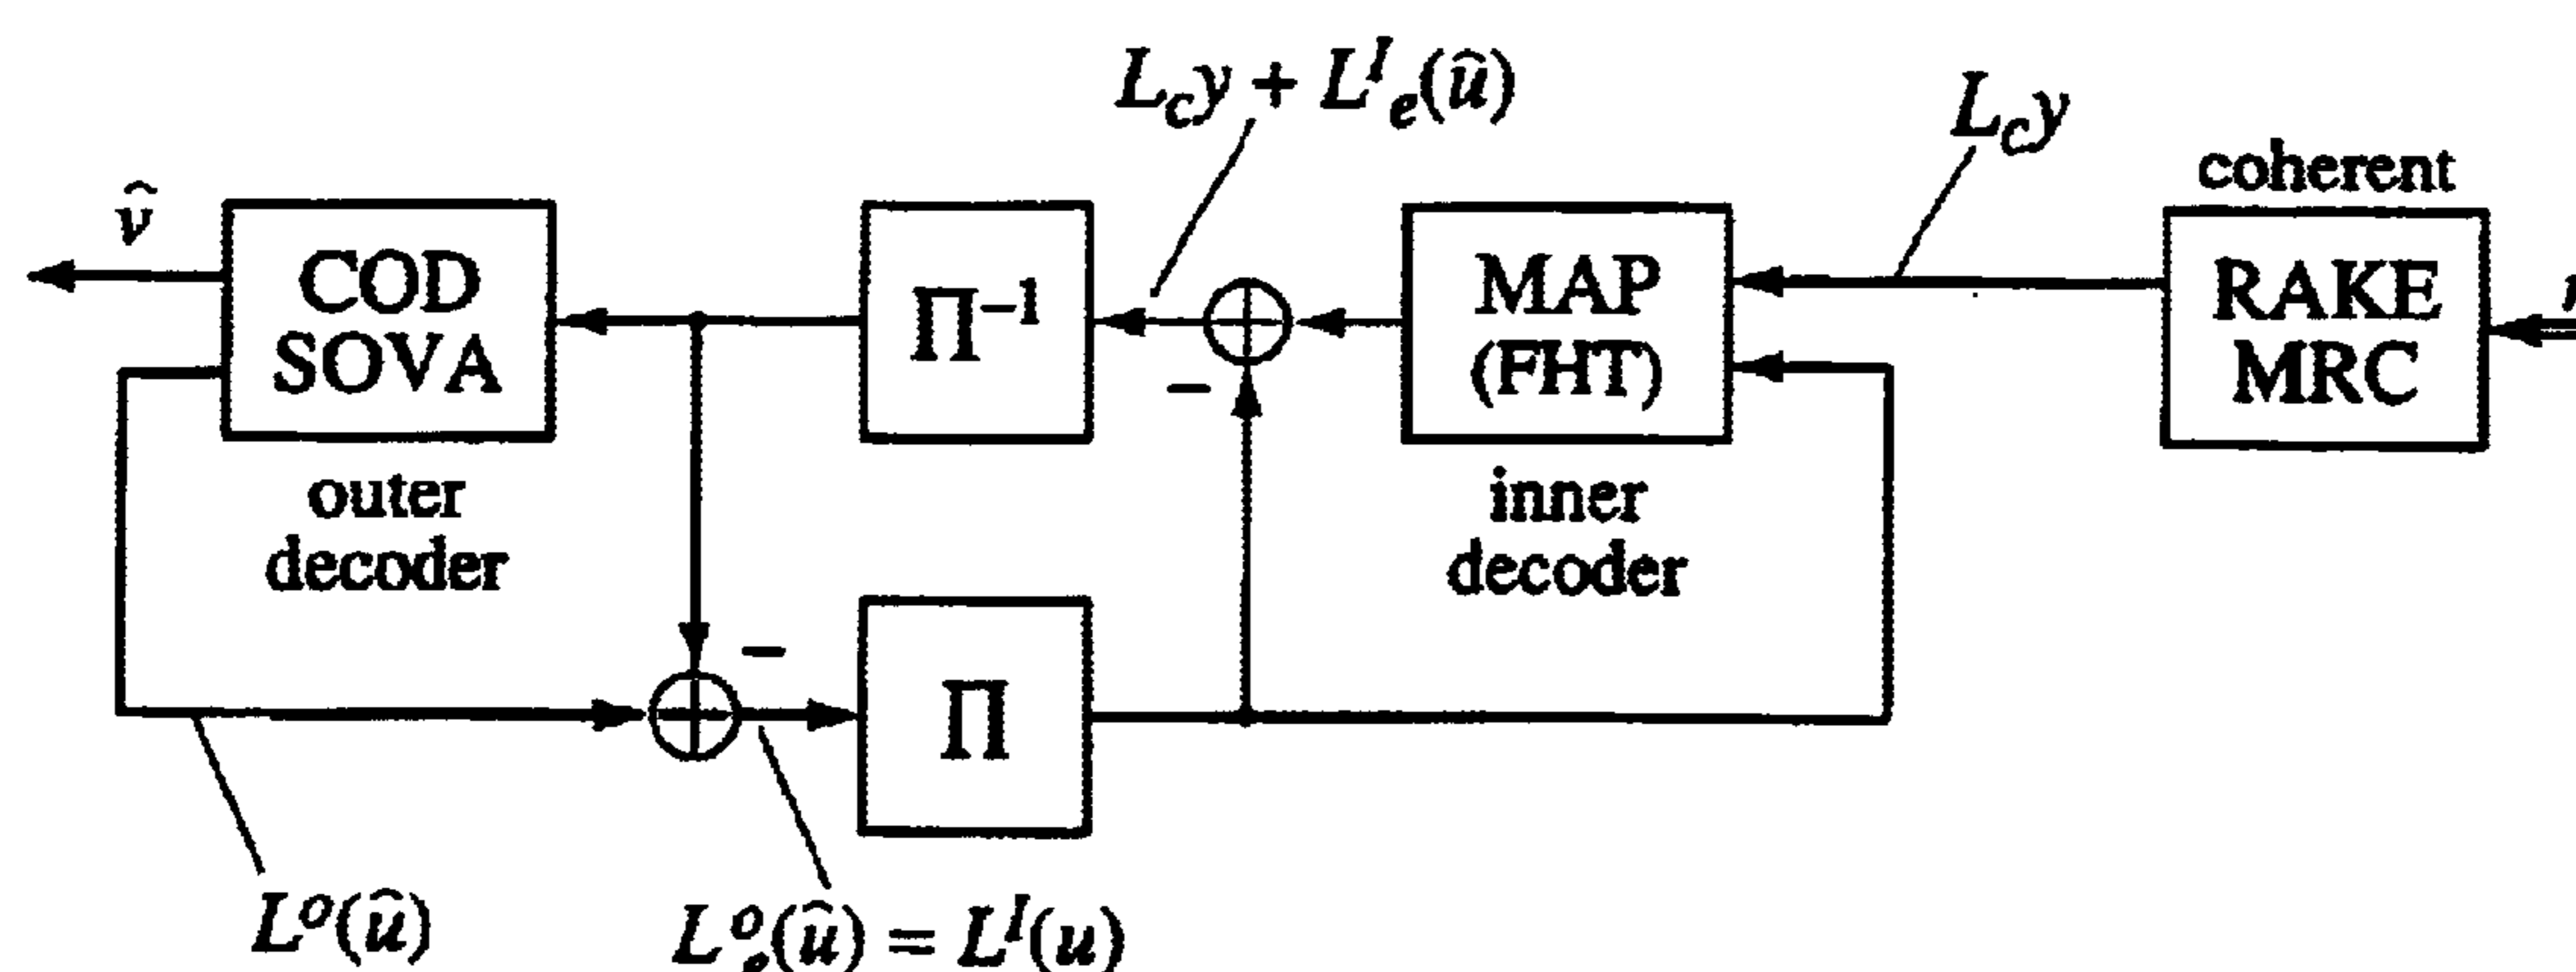 L_c y + L^I_e(û)
L_c y
coherent
v̂
COD
SOVA
Π⁻¹
−
MAP
(FHT)
RAKE
MRC
outer
decoder
inner
decoder
−
Π
L^o(û)
L^o_e(û) = L^I(u)